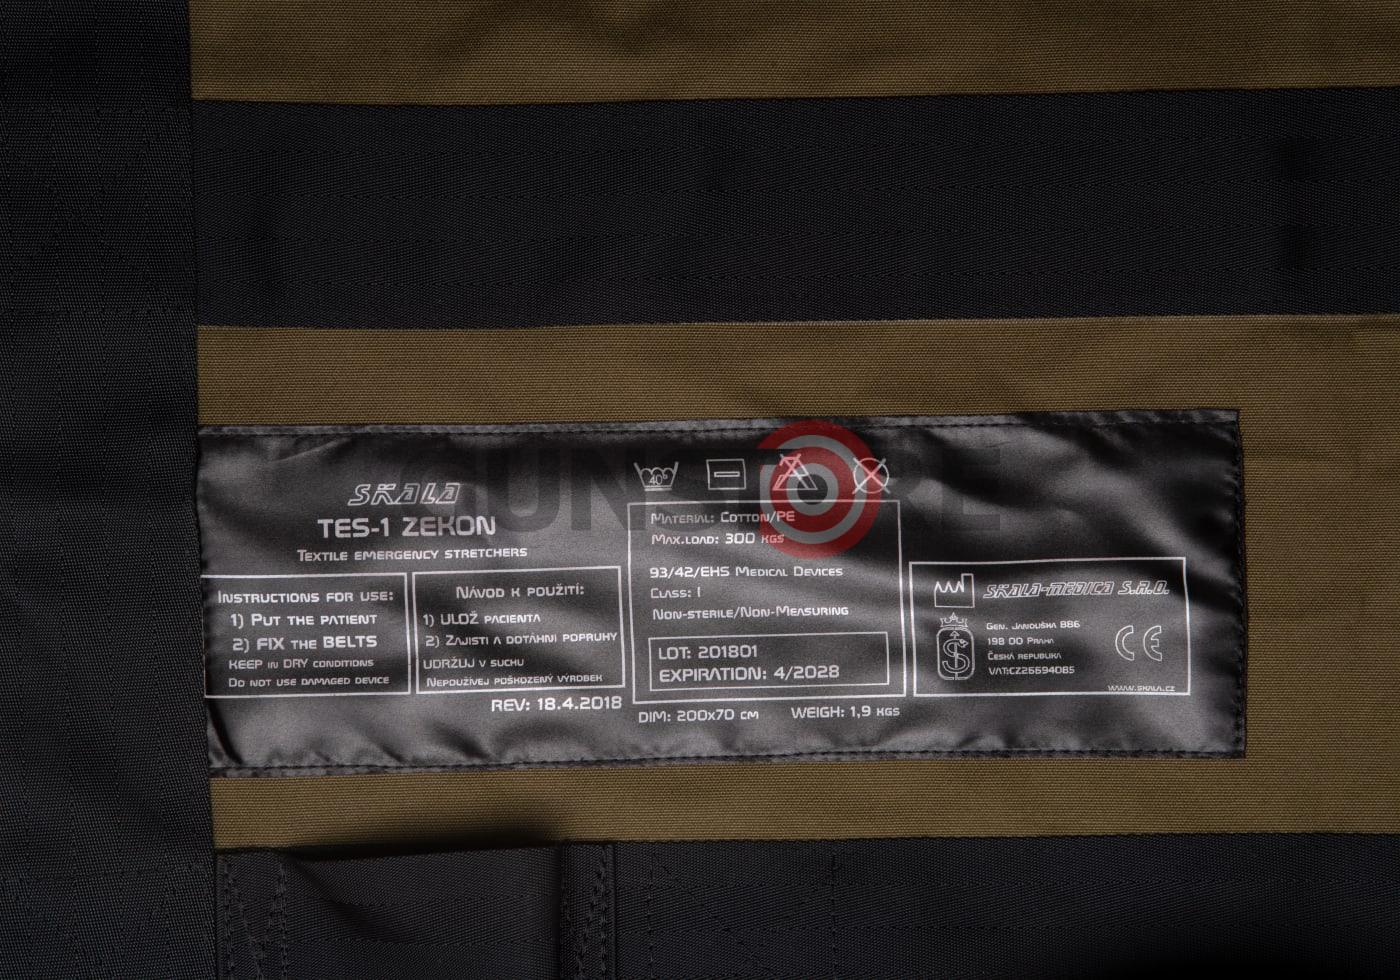 GUNSTORE
SKALA
TES-1 ZEKON
Textile emergency stretchers
Instructions for use:
1) Put the patient
2) FIX the BELTS
Keep in DRY conditions
Do not use damaged device
Návod k použití:
1) ULOŽ pacienta
2) Zajisti a dotáhni popruhy
Udržuj v suchu
Nepoužívej poškozený výrobek
REV: 18.4.2018
40°
Material: Cotton/PE
Max.load: 300 kgs
93/42/EHS Medical Devices
Class: I
Non-sterile/Non-Measuring
LOT: 201801
EXPIRATION: 4/2028
DIM: 200x70 cm
WEIGH: 1,9 kgs
SKALA-MEDICA S.R.O.
Gen. Janouška 886
198 00 Praha
Česká republika
VAT:CZ26694085
CE
www.skala.cz